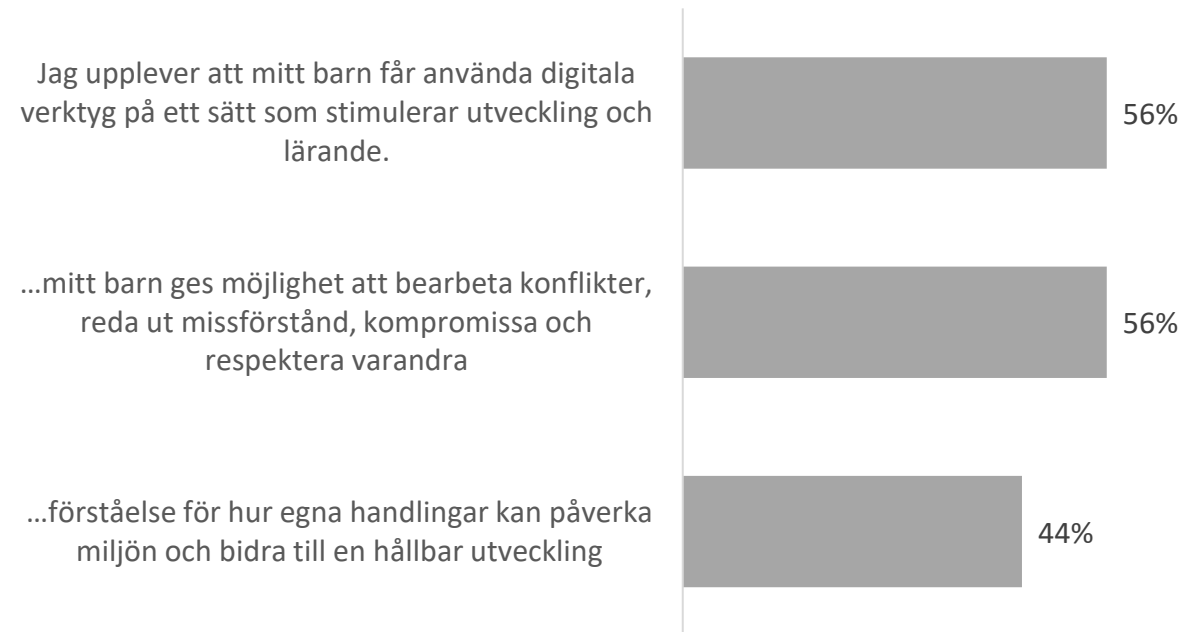 Jag upplever att mitt barn får använda digitala
verktyg på ett sätt som stimulerar utveckling och
lärande.
56%
...mitt barn ges möjlighet att bearbeta konflikter,
reda ut missförstånd, kompromissa och
respektera varandra
56%
...förståelse för hur egna handlingar kan påverka
miljön och bidra till en hållbar utveckling
44%